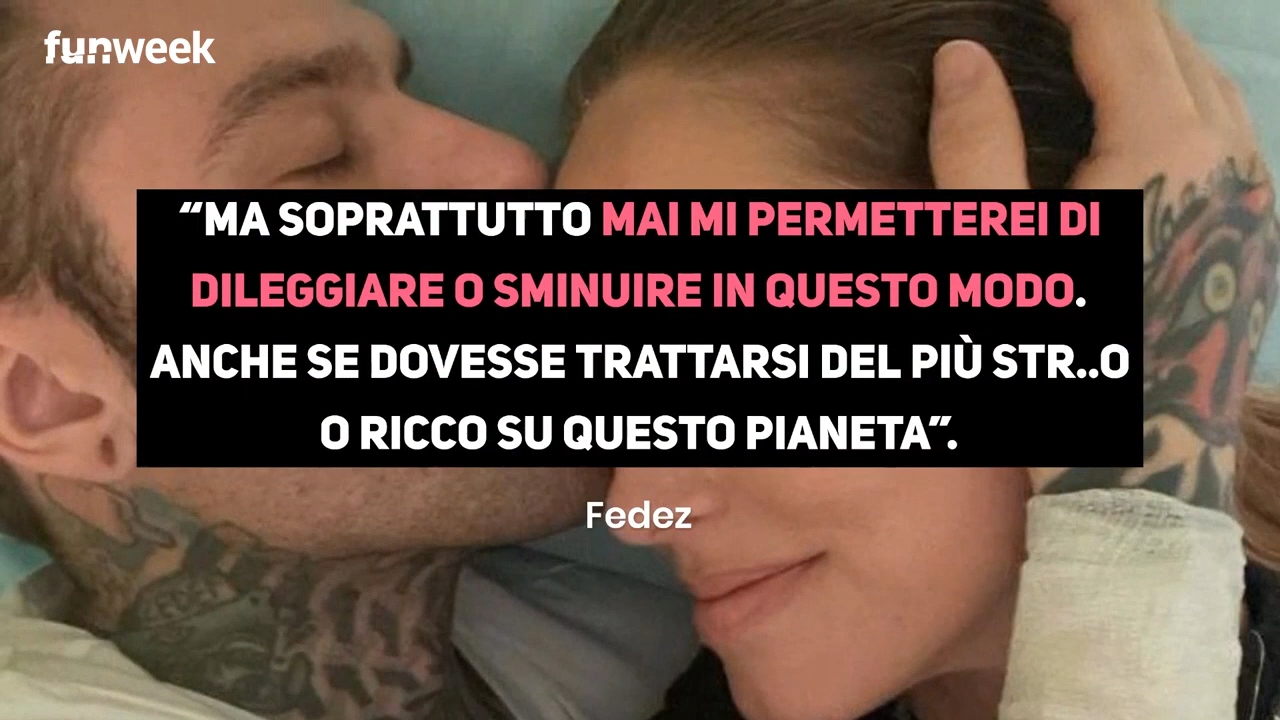 funweek
“MA SOPRATTUTTO MAI MI PERMETTEREI DI
DILEGGIARE O SMINUIRE IN QUESTO MODO.
ANCHE SE DOVESSE TRATTARSI DEL PIÙ STR..O
O RICCO SU QUESTO PIANETA”.
Fedez